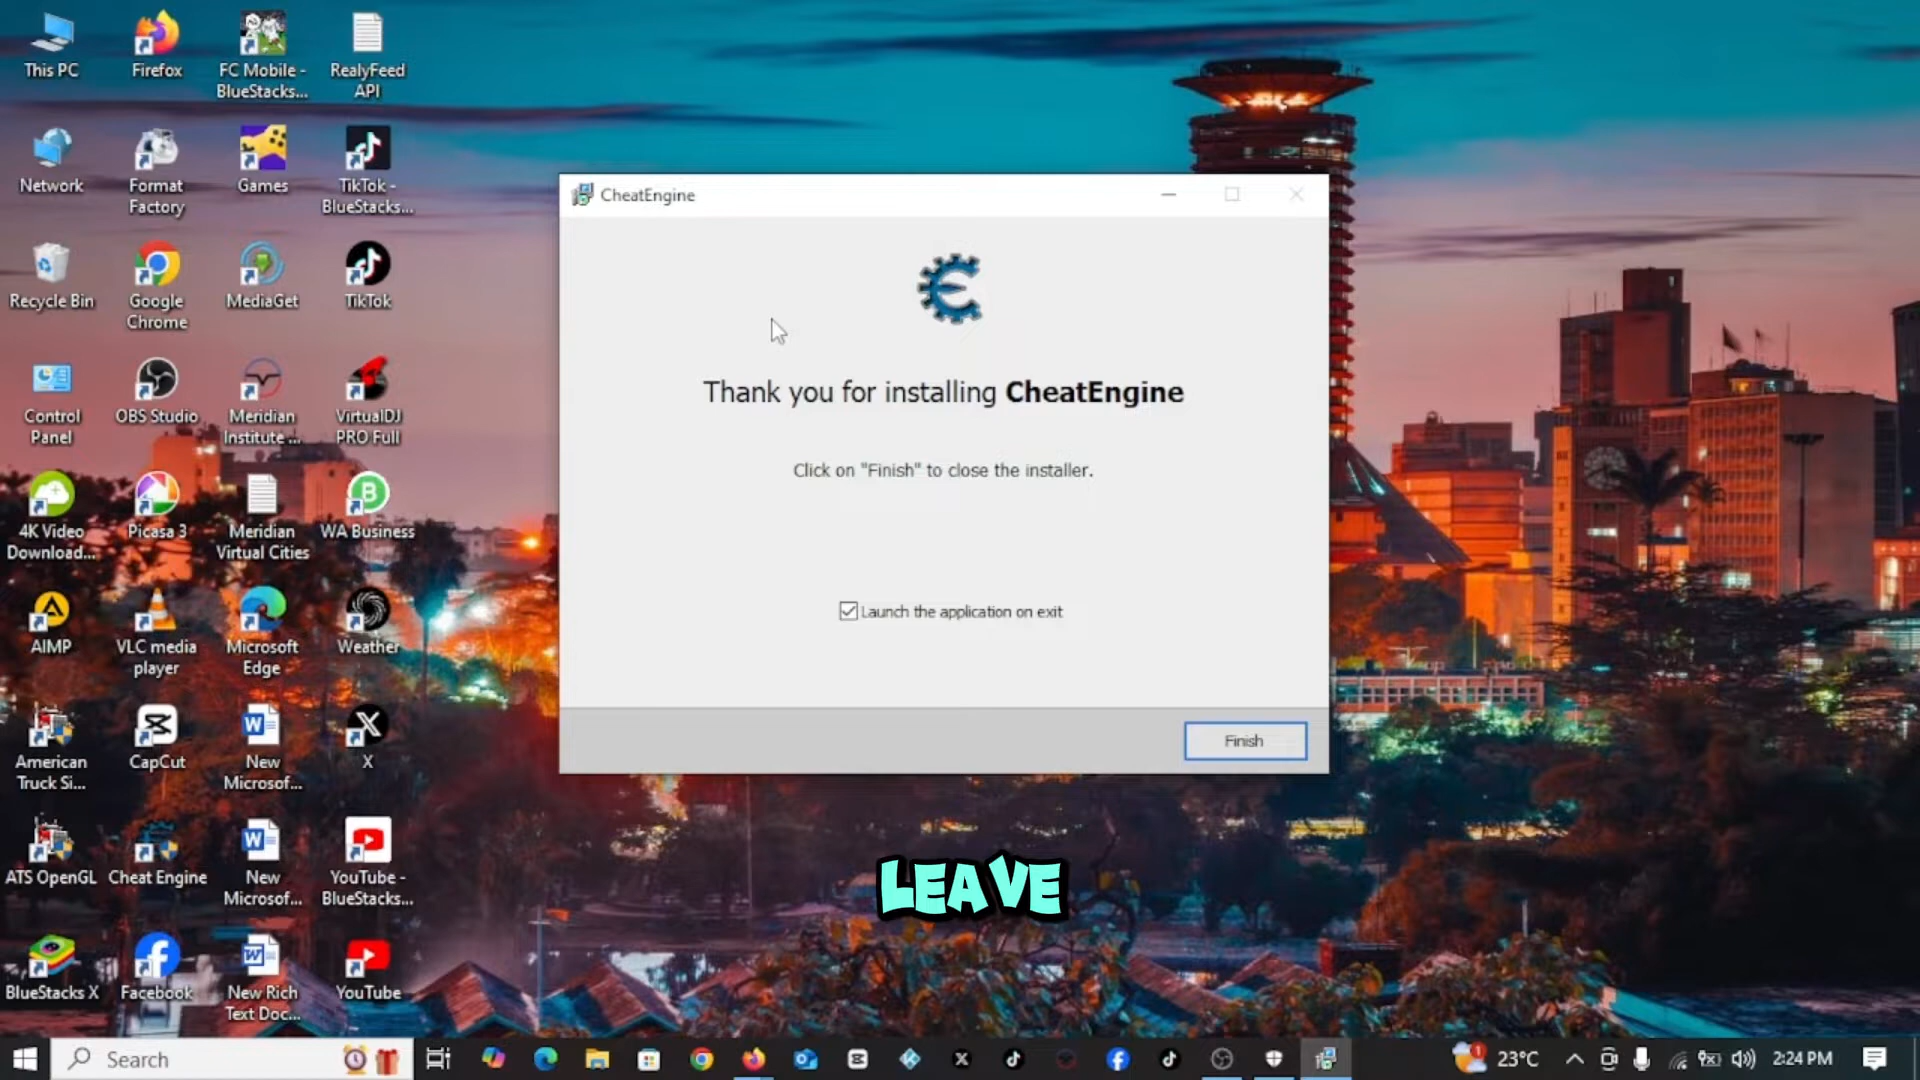 This PC
Firefox
FC Mobile -
BlueStacks...
RealyFeed
API
Network
Format
Factory
Games
TikTok -
BlueStacks...
Recycle Bin
Google
Chrome
MediaGet
TikTok
Control
Panel
OBS Studio
Meridian
Institute ...
VirtualDJ
PRO Full
4K Video
Download...
Picasa 3
Meridian
Virtual Cities
WA Business
AIMP
VLC media
player
Microsoft
Edge
Weather
American
Truck Si...
CapCut
New
Microsof...
X
ATS OpenGL
Cheat Engine
New
Microsof...
YouTube -
BlueStacks...
BlueStacks X
Facebook
New Rich
Text Doc...
YouTube
CheatEngine
Thank you for installing CheatEngine
Click on "Finish" to close the installer.
Launch the application on exit
Finish
LEAVE
Search
23°C
2:24 PM